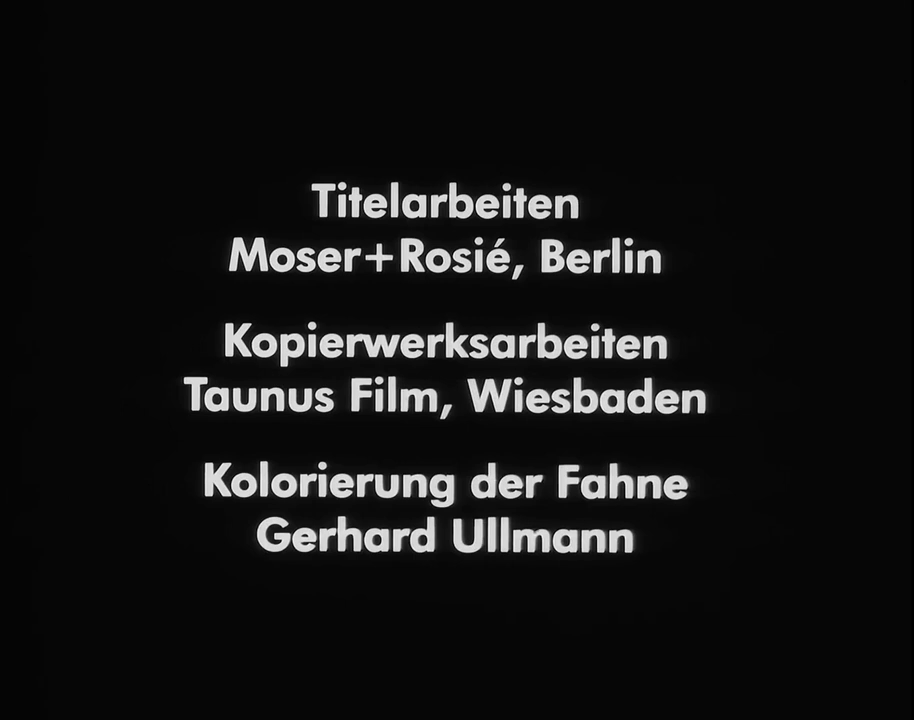 Titelarbeiten
Moser+Rosié, Berlin
Kopierwerksarbeiten
Taunus Film, Wiesbaden
Kolorierung der Fahne
Gerhard Ullmann